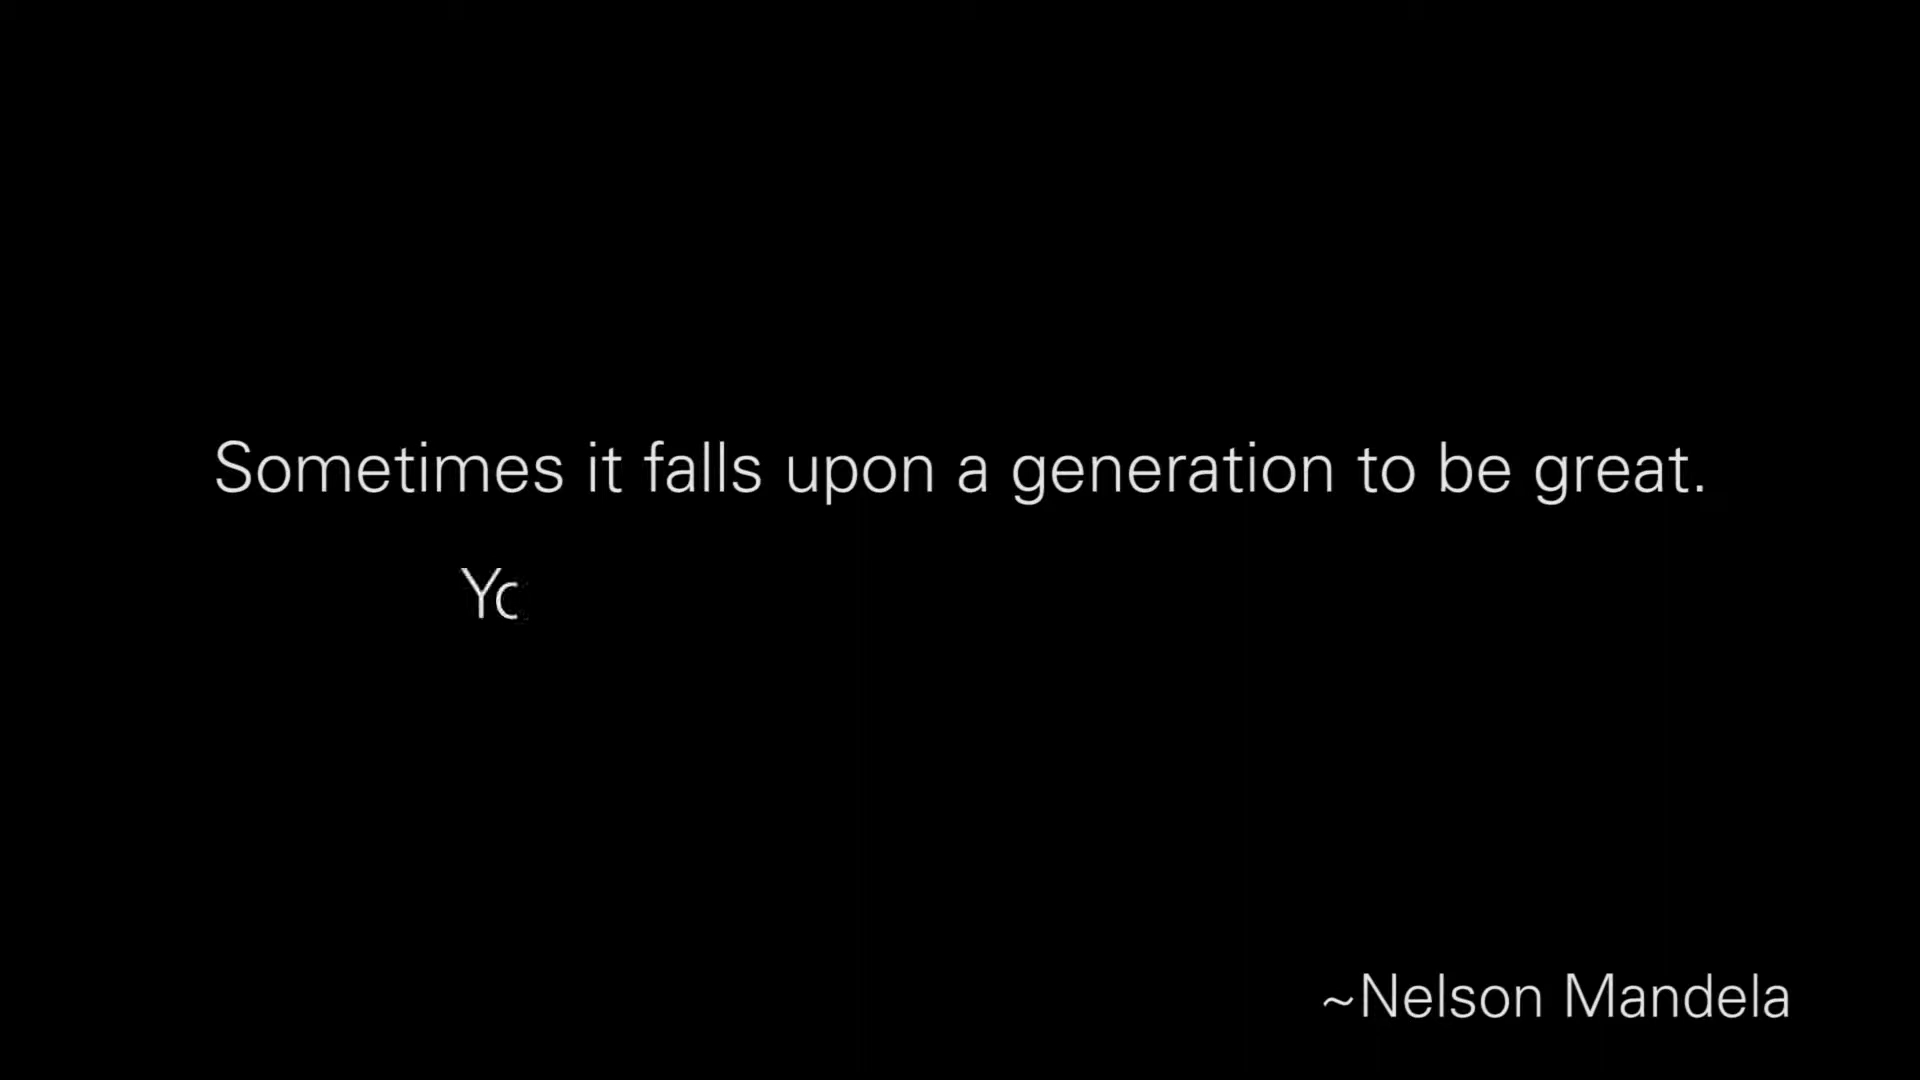 Sometimes it falls upon a generation to be great.
~Nelson Mandela